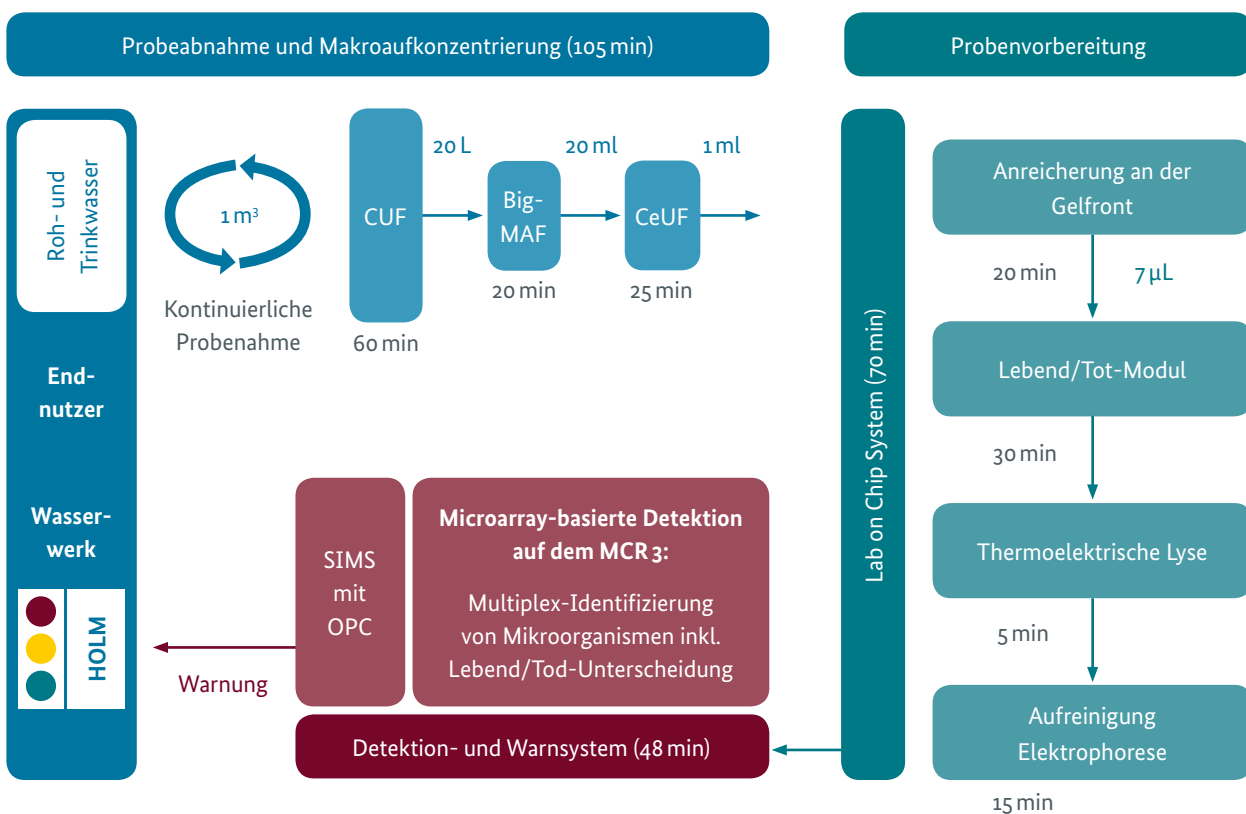 Probeabnahme und Makroaufkonzentrierung (105 min)
Probenvorbereitung
Roh- und
Trinkwasser
End-
nutzer
Wasser-
werk
HOLM
1 m³
Kontinuierliche
Probenahme
CUF
60 min
20 L
Big-
MAF
20 min
20 ml
CeUF
25 min
1 ml
Lab on Chip System (70 min)
Anreicherung an der
Gelfront
20 min
7 µL
Lebend/Tot-Modul
30 min
Thermoelektrische Lyse
5 min
Aufreinigung
Elektrophorese
15 min
SIMS
mit
OPC
Microarray-basierte Detektion
auf dem MCR 3:
Multiplex-Identifizierung
von Mikroorganismen inkl.
Lebend/Tod-Unterscheidung
Warnung
Detektion- und Warnsystem (48 min)